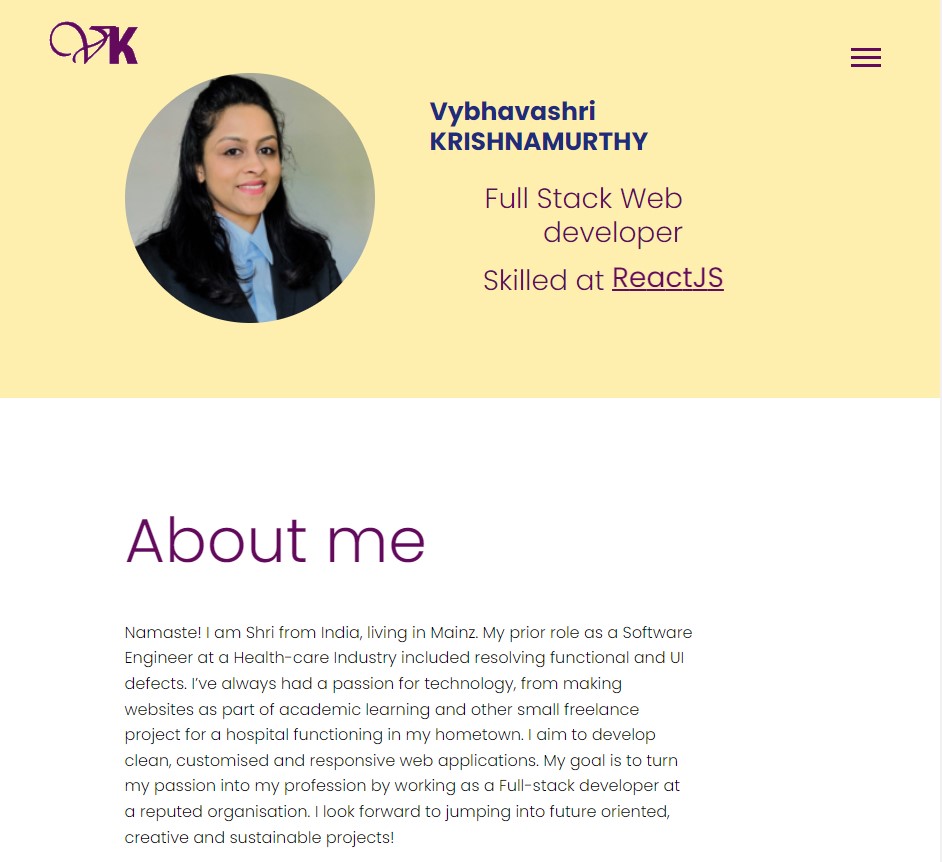 VK
Vybhavashri
KRISHNAMURTHY
Full Stack Web
developer
Skilled at ReactJS
About me
Namaste! I am Shri from India, living in Mainz. My prior role as a Software
Engineer at a Health-care Industry included resolving functional and UI
defects. I’ve always had a passion for technology, from making
websites as part of academic learning and other small freelance
project for a hospital functioning in my hometown. I aim to develop
clean, customised and responsive web applications. My goal is to turn
my passion into my profession by working as a Full-stack developer at
a reputed organisation. I look forward to jumping into future oriented,
creative and sustainable projects!